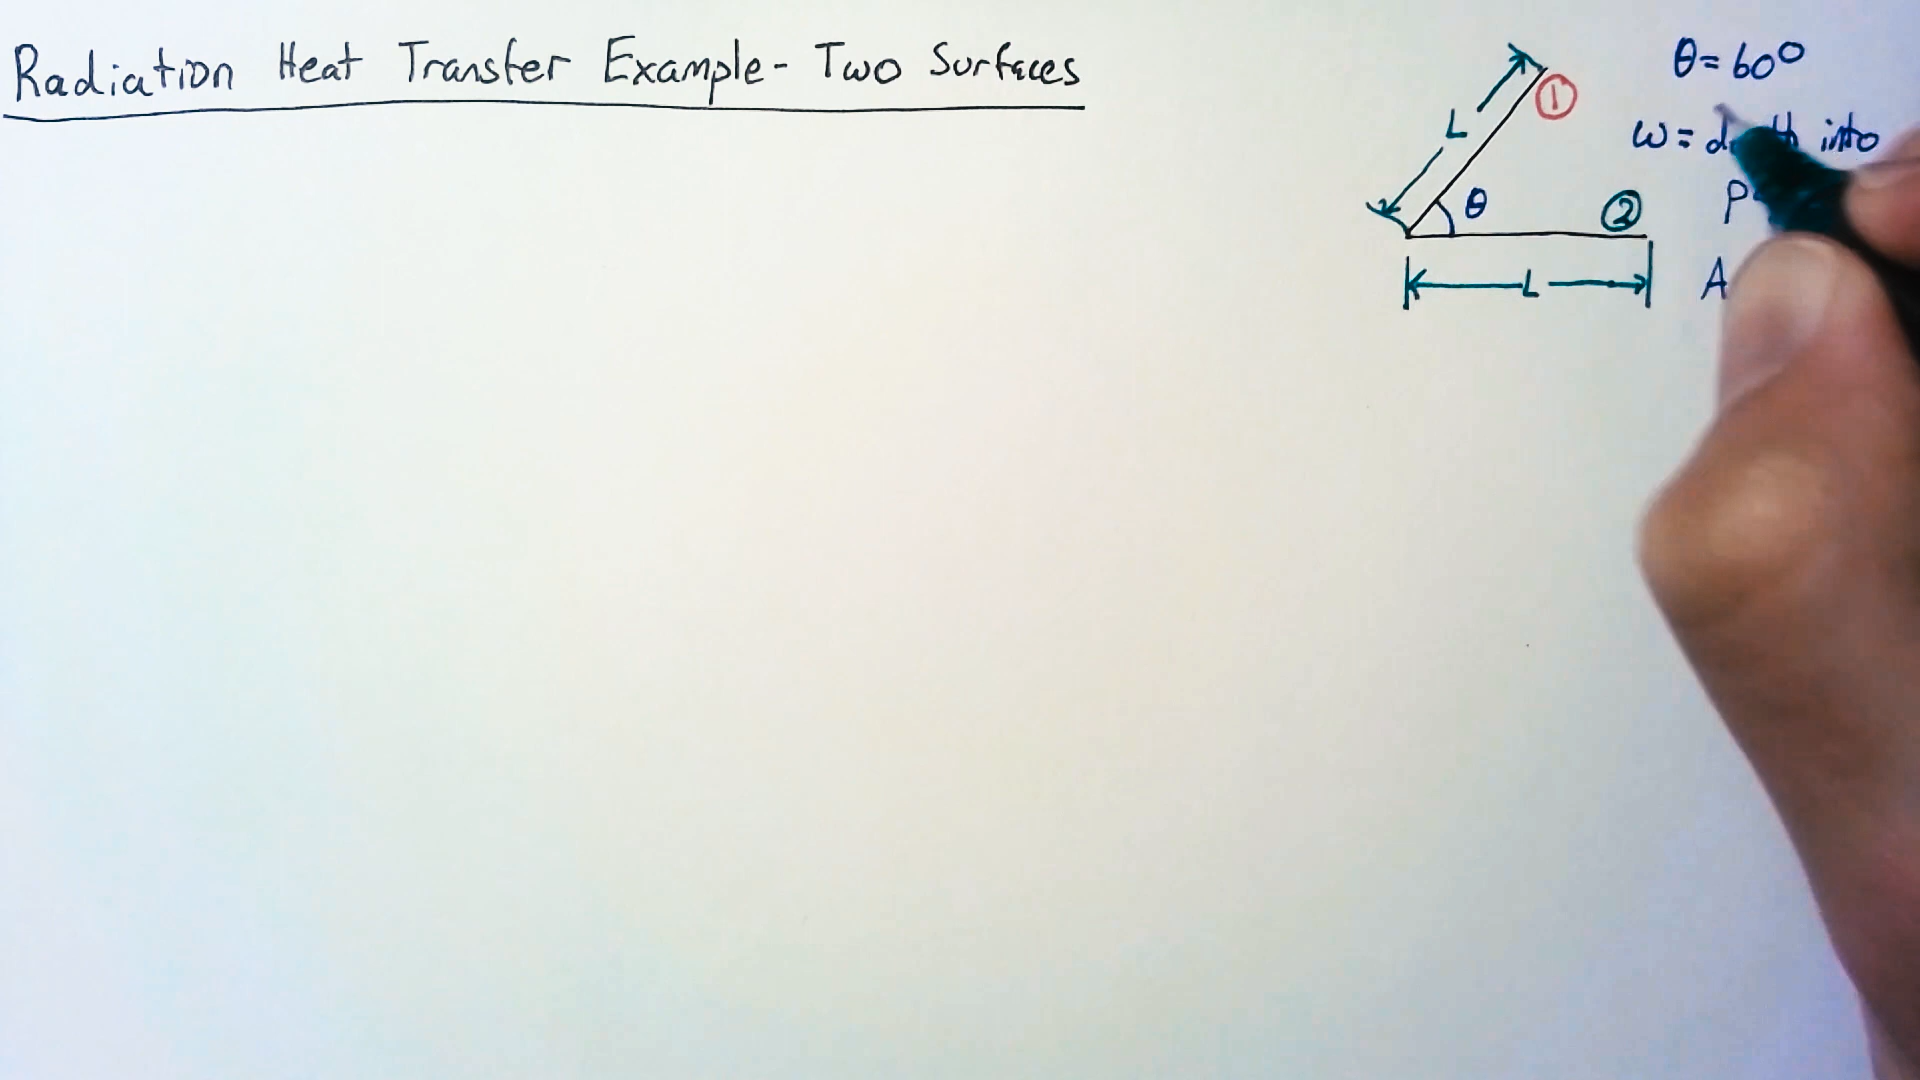 Radiation Heat Transfer Example - Two Surfaces
θ = 60°
①
L
w = into
θ
②
L
A